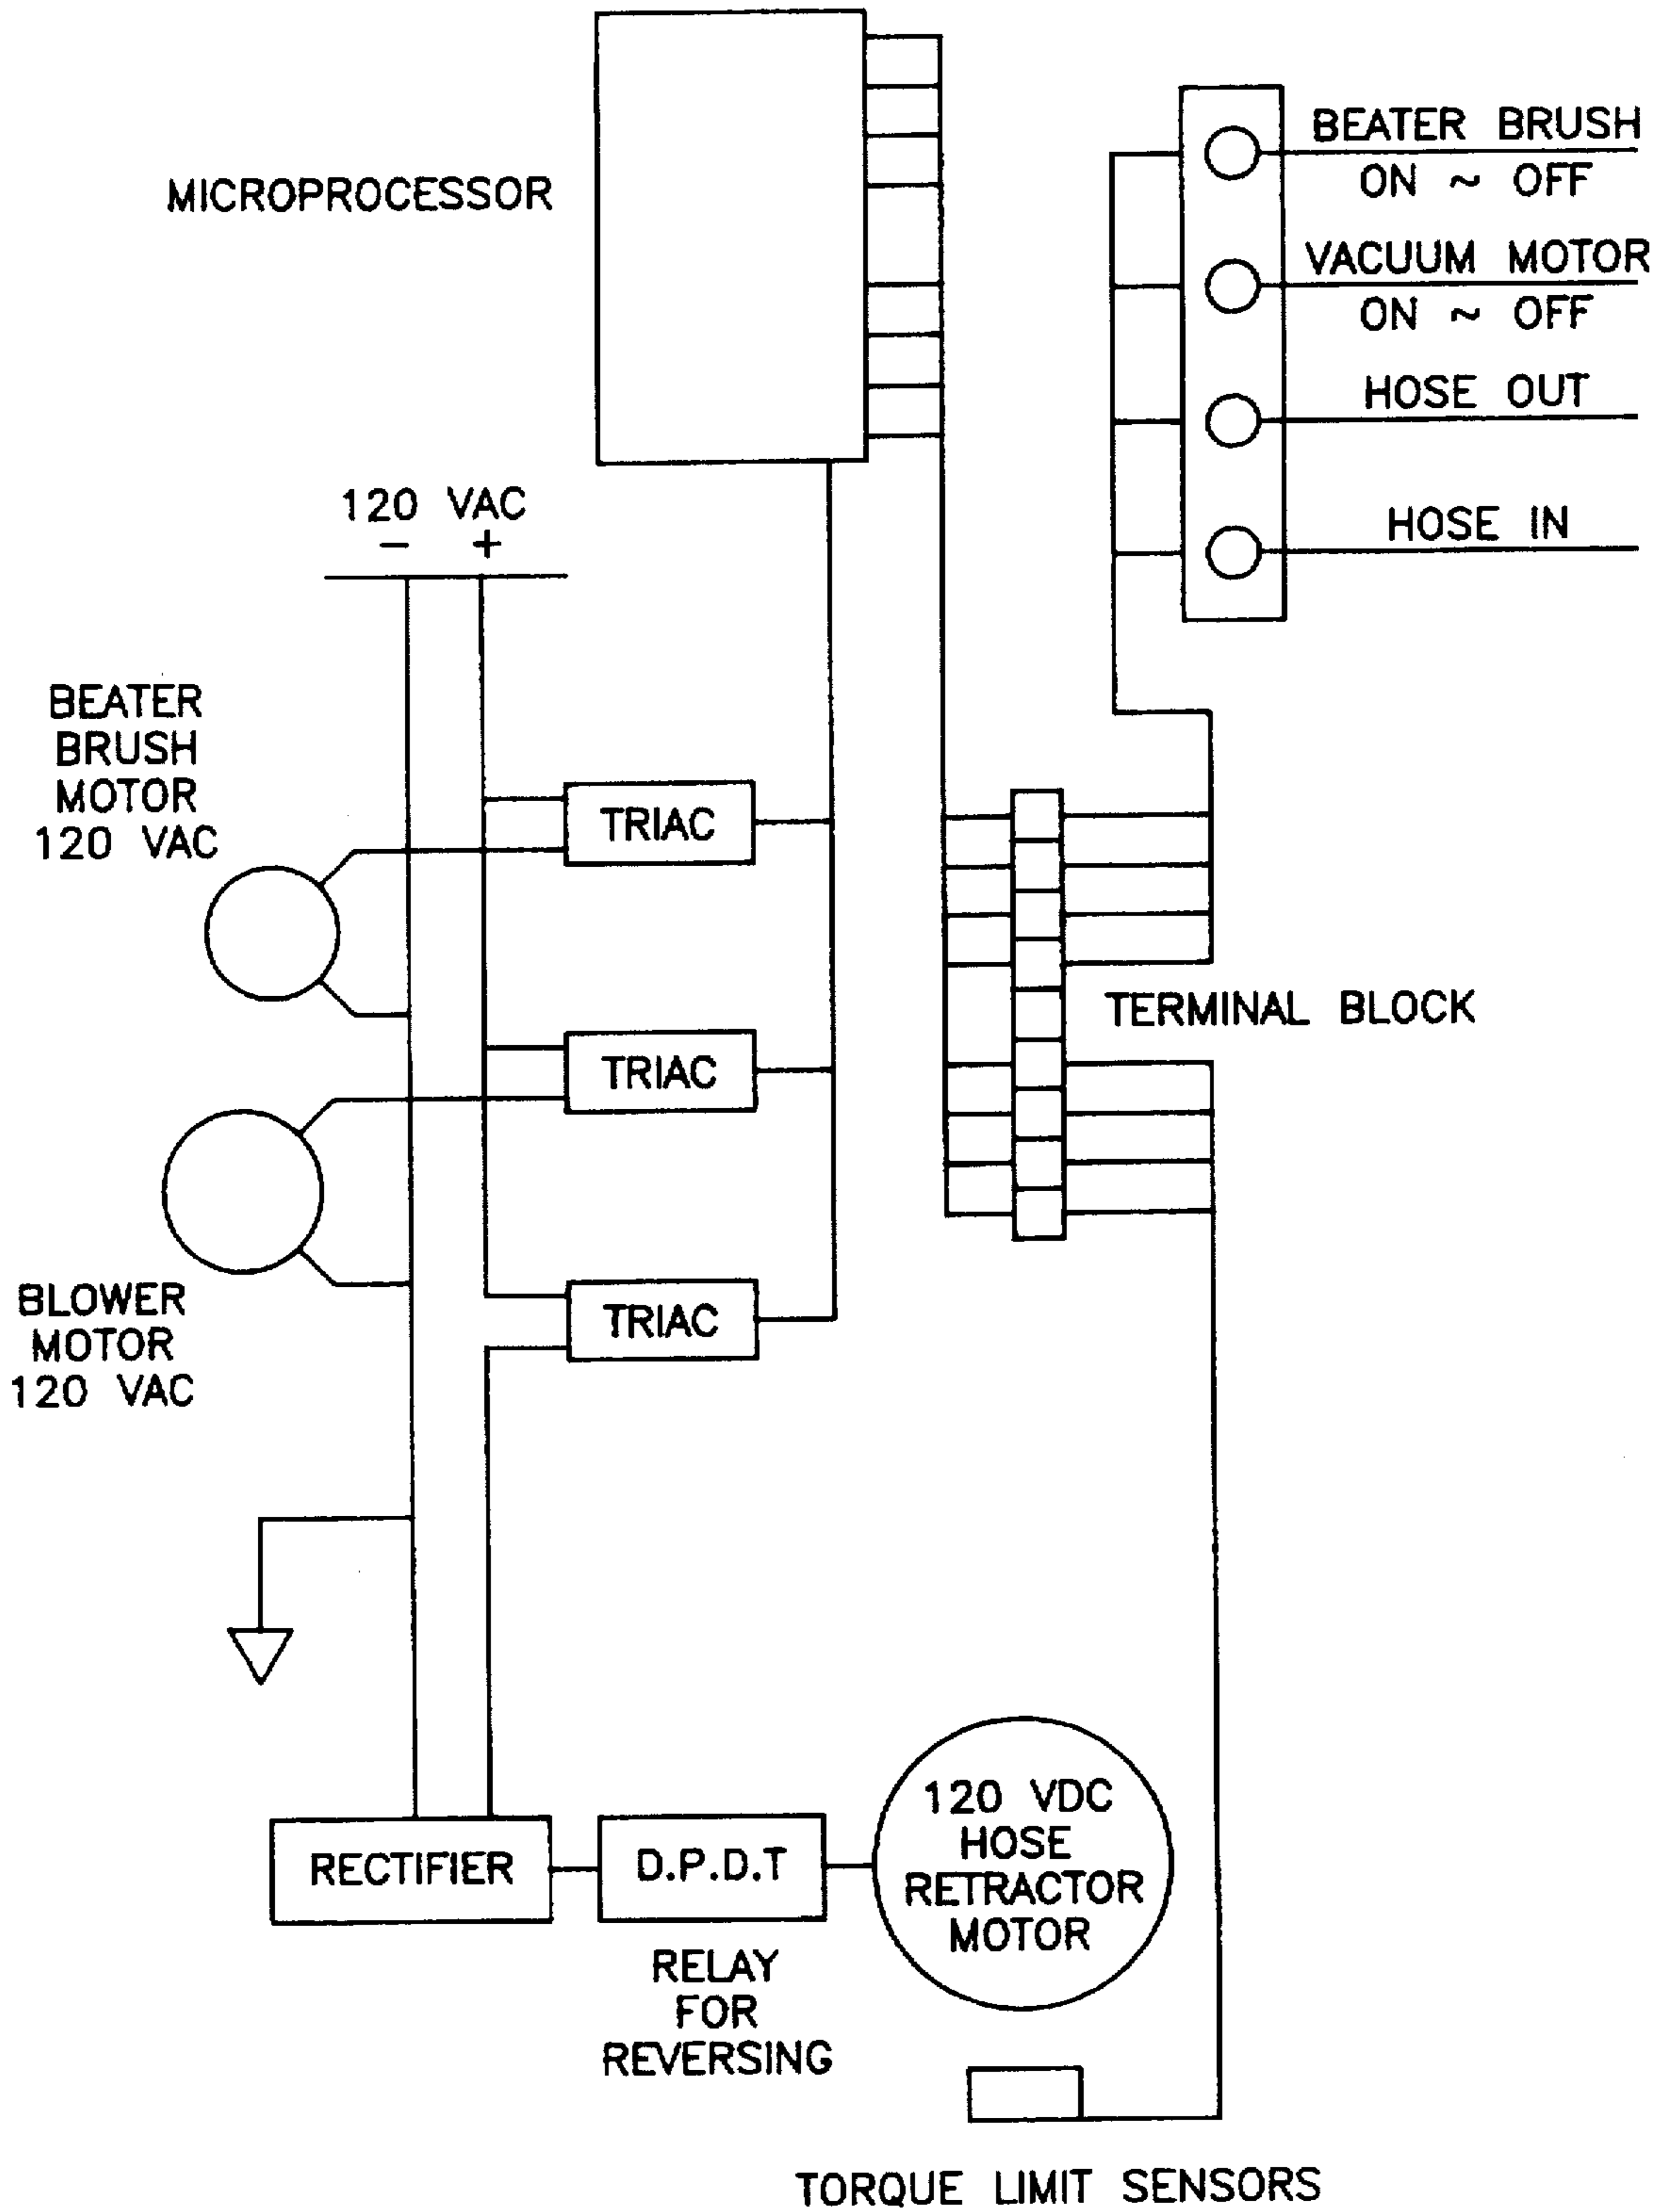 MICROPROCESSOR
BEATER BRUSH
ON ~ OFF
VACUUM MOTOR
ON ~ OFF
HOSE OUT
HOSE IN
120 VAC
- +
BEATER
BRUSH
MOTOR
120 VAC
TRIAC
TERMINAL BLOCK
TRIAC
BLOWER
MOTOR
120 VAC
TRIAC
RECTIFIER
D.P.D.T
RELAY
FOR
REVERSING
120 VDC
HOSE
RETRACTOR
MOTOR
TORQUE LIMIT SENSORS